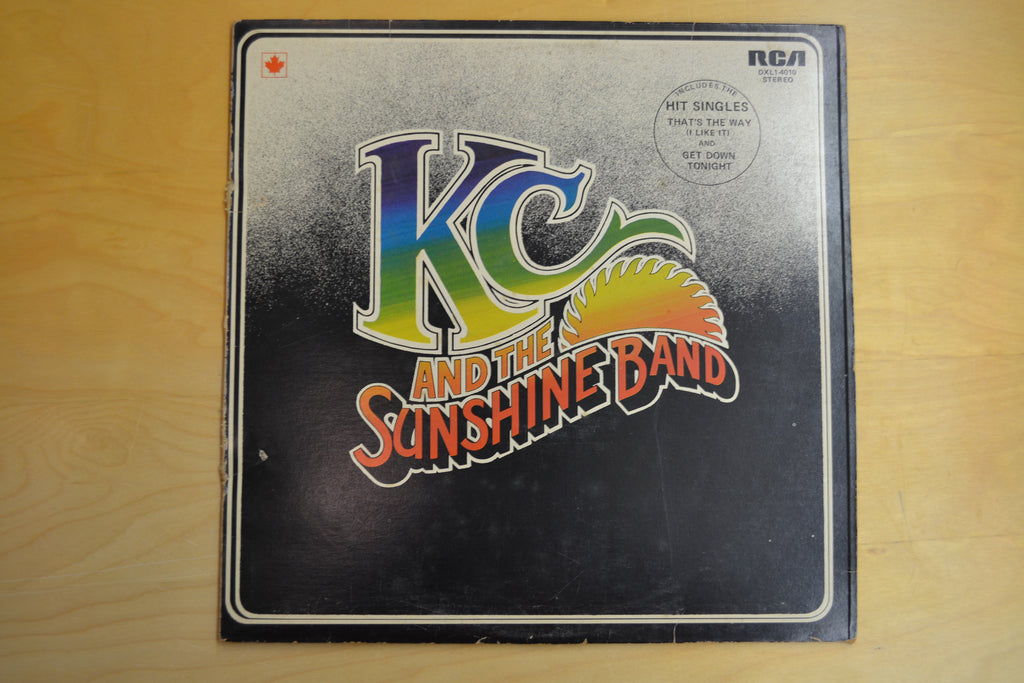 RCA
DXL1-4010
STEREO
INCLUDES THE
HIT SINGLES
THAT'S THE WAY
(I LIKE IT)
AND
GET DOWN
TONIGHT
KC
AND THE
SUNSHINE BAND